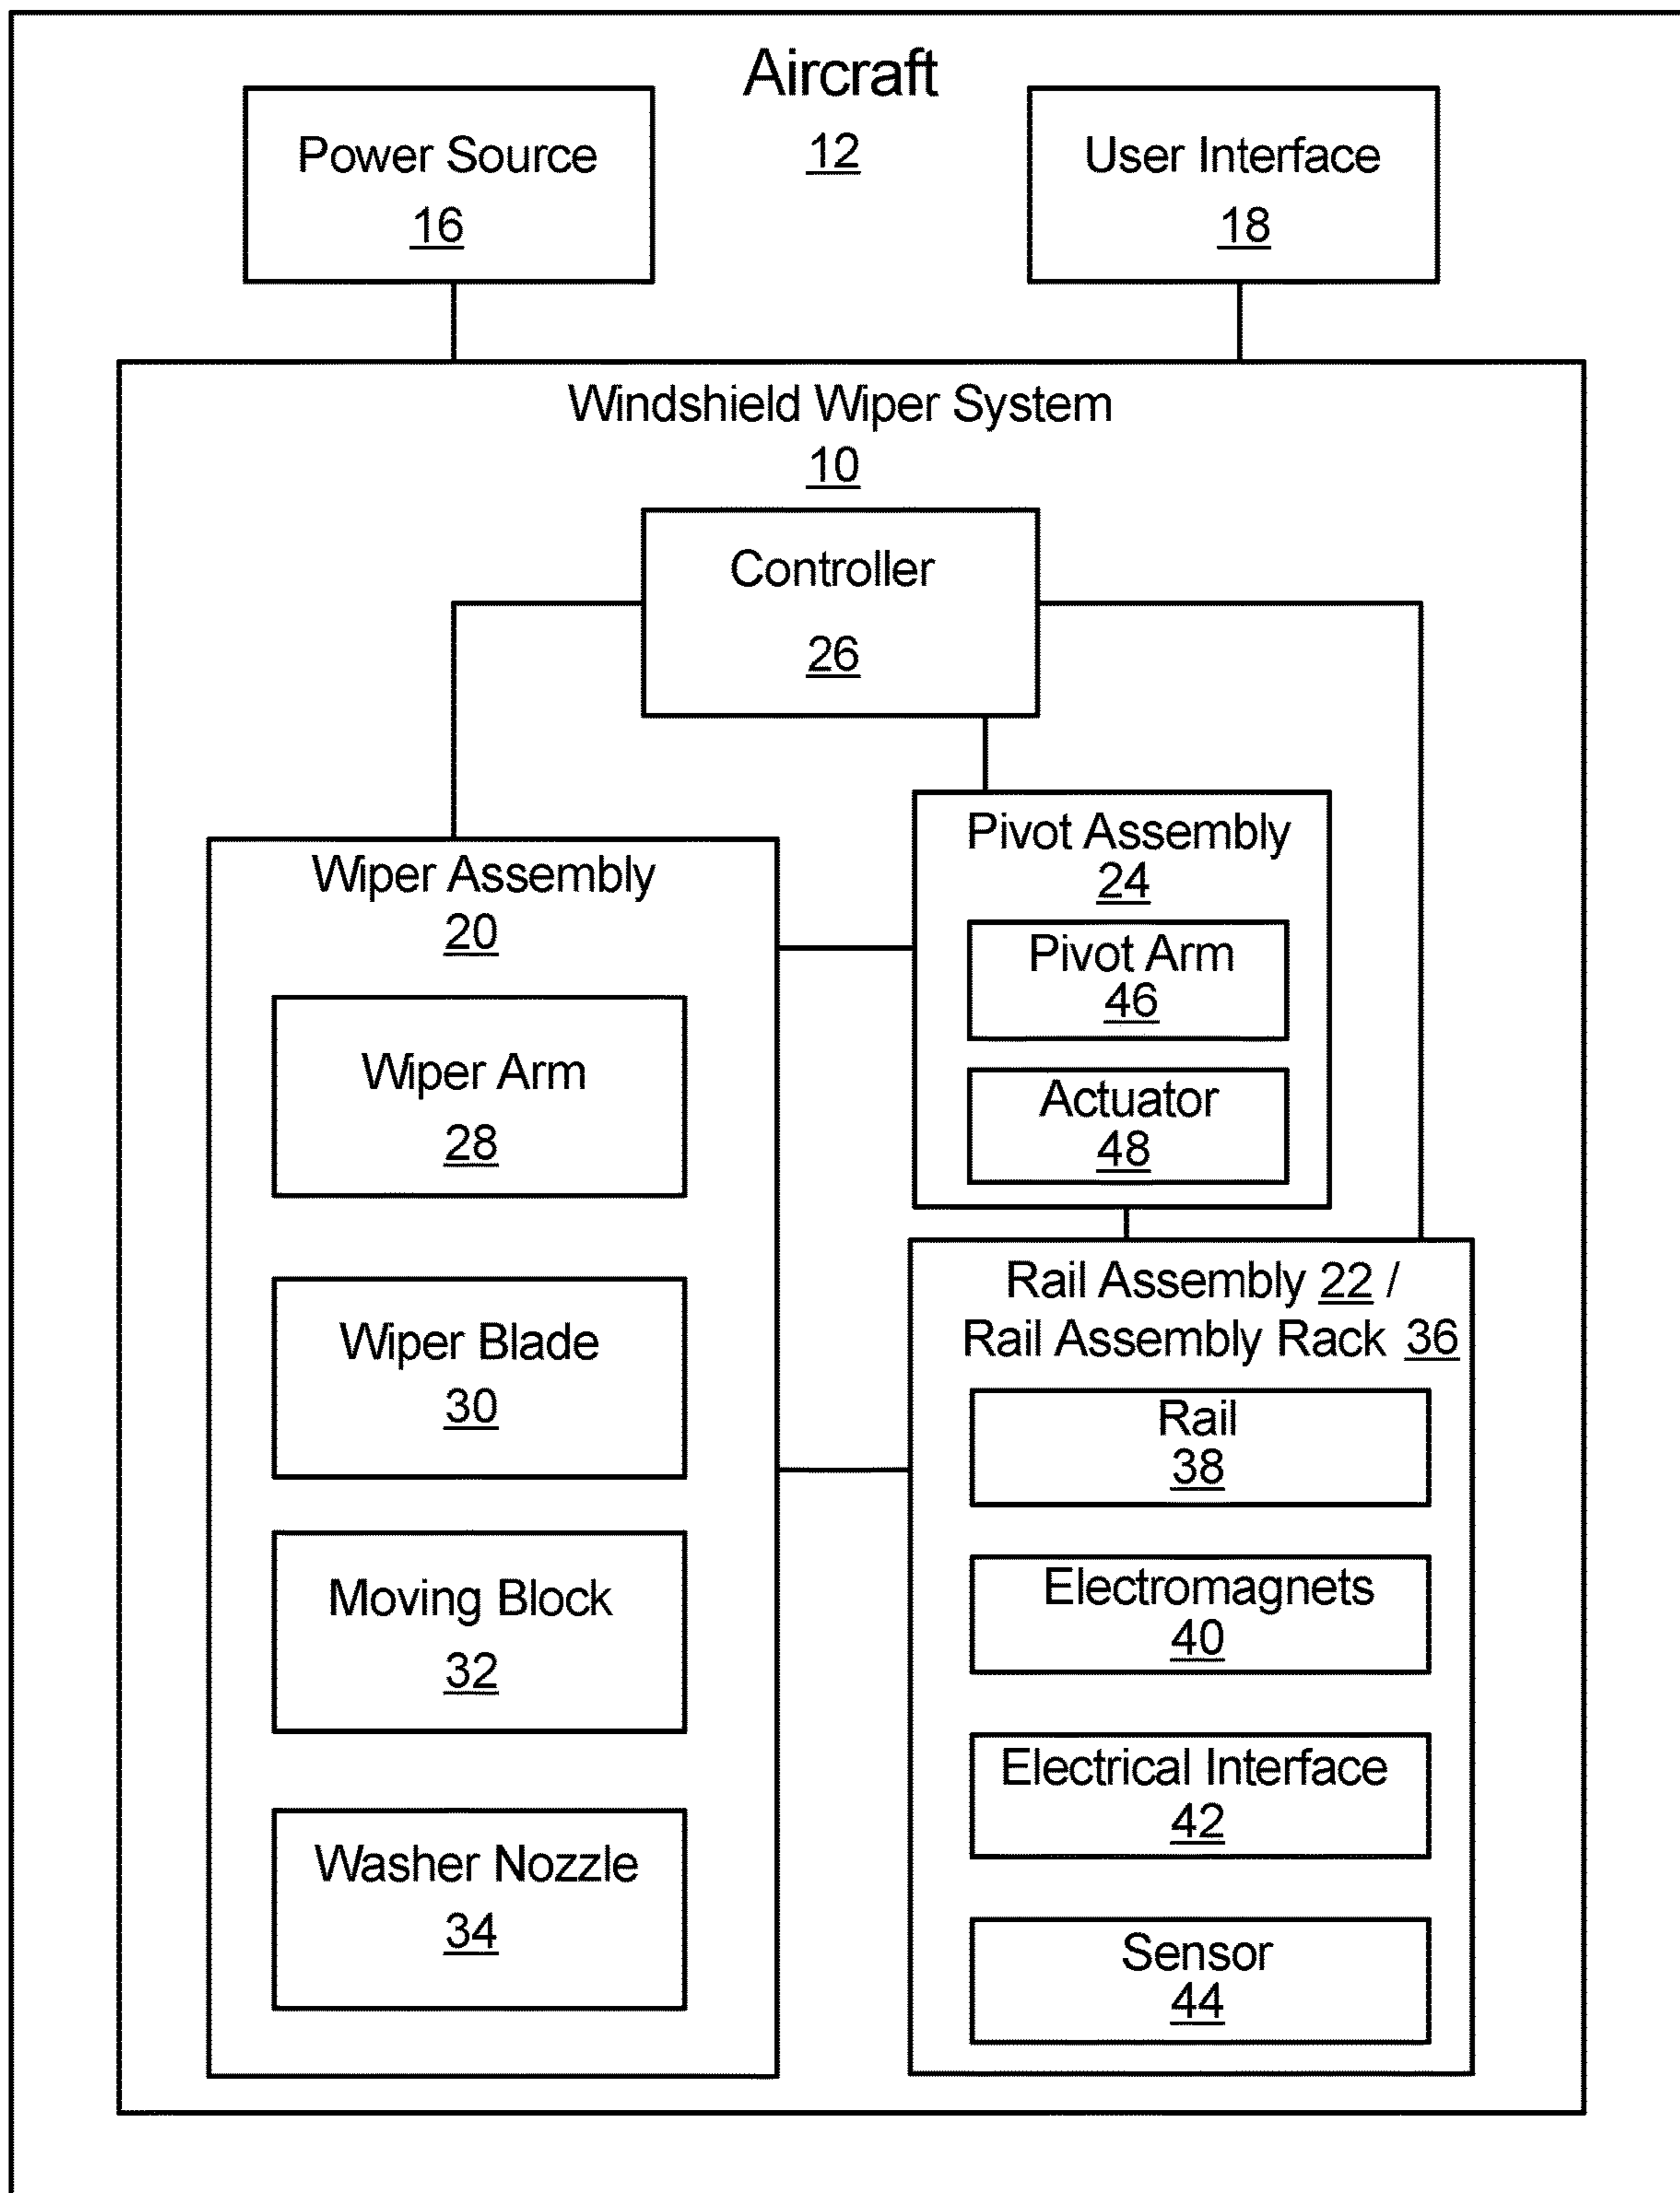 Aircraft
12
Power Source
16
User Interface
18
Windshield Wiper System
10
Controller
26
Wiper Assembly
20
Wiper Arm
28
Wiper Blade
30
Moving Block
32
Washer Nozzle
34
Pivot Assembly
24
Pivot Arm
46
Actuator
48
Rail Assembly 22 /
Rail Assembly Rack 36
Rail
38
Electromagnets
40
Electrical Interface
42
Sensor
44